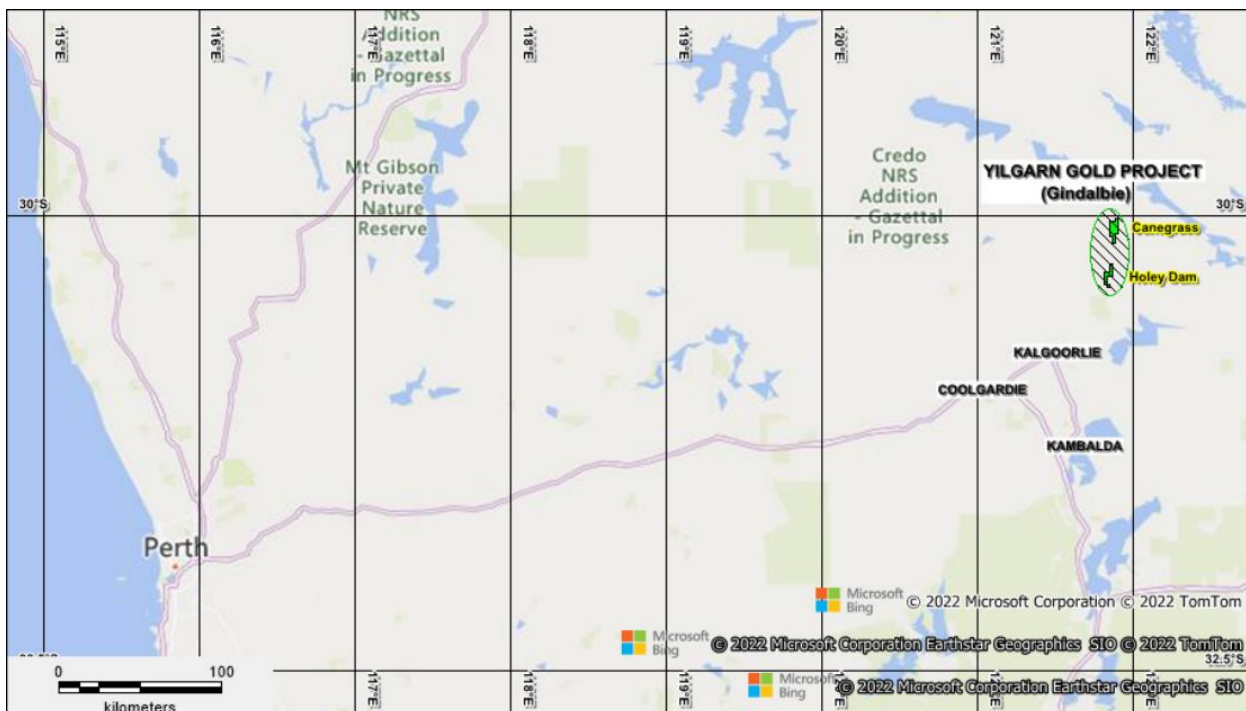 NRS
Addition
- Gazettal
in Progress
115°E
116°E
117°E
118°E
119°E
120°E
121°E
122°E
Mt Gibson
Private
Nature
Reserve
Credo
NRS
Addition
- Gazettal
in Progress
YILGARN GOLD PROJECT
(Gindalbie)
30°S
30°S
Canegrass
Holey Dam
KALGOORLIE
COOLGARDIE
KAMBALDA
Perth
Microsoft
Bing
© 2022 Microsoft Corporation © 2022 TomTom
Microsoft
Bing
© 2022 Microsoft Corporation Earthstar Geographics SIO © 2022 TomTom
32.5°S
0
100
kilometers
117°E
118°E
119°E
120°E
121°E
122°E
Microsoft
Bing
© 2022 Microsoft Corporation Earthstar Geographics SIO